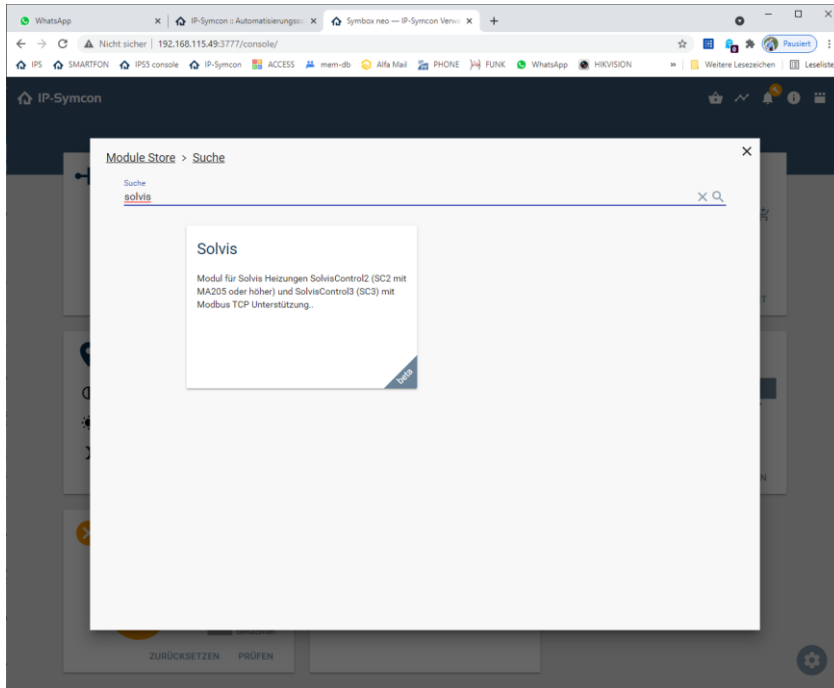 WhatsApp
IP-Symcon :: Automatisierungsso
Symbox neo — IP-Symcon Verwa
Nicht sicher
192.168.115.49:3777/console/
Pausiert
IPS
SMARTFON
IPS5 console
IP-Symcon
ACCESS
mem-db
Alfa Mail
PHONE
FUNK
WhatsApp
HIKVISION
»
Weitere Lesezeichen
Leseliste
IP-Symcon
Module Store > Suche
Suche
solvis
Solvis
Modul für Solvis Heizungen SolvisControl2 (SC2 mit
MA205 oder höher) und SolvisControl3 (SC3) mit
Modbus TCP Unterstützung..
beta
T
N
ZURÜCKSETZEN
PRÜFEN